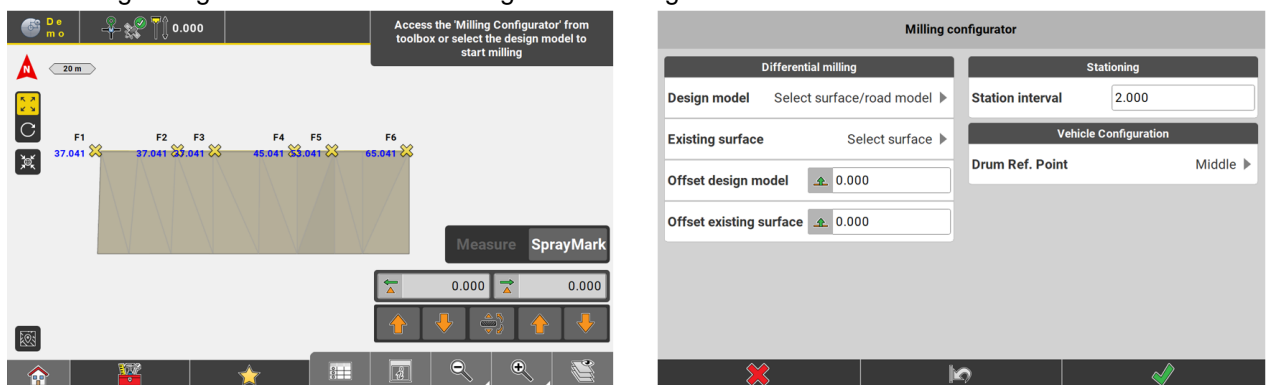 De
mo
0.000
Access the 'Milling Configurator' from
toolbox or select the design model to
start milling
N
20 m
F1
F2
F3
F4
F5
F6
37.041
37.041
37.041
45.041
53.041
65.041
Measure
SprayMark
0.000
0.000
Milling configurator
Differential milling
Design model
Select surface/road model
Existing surface
Select surface
Offset design model
0.000
Offset existing surface
0.000
Stationing
Station interval
2.000
Vehicle Configuration
Drum Ref. Point
Middle